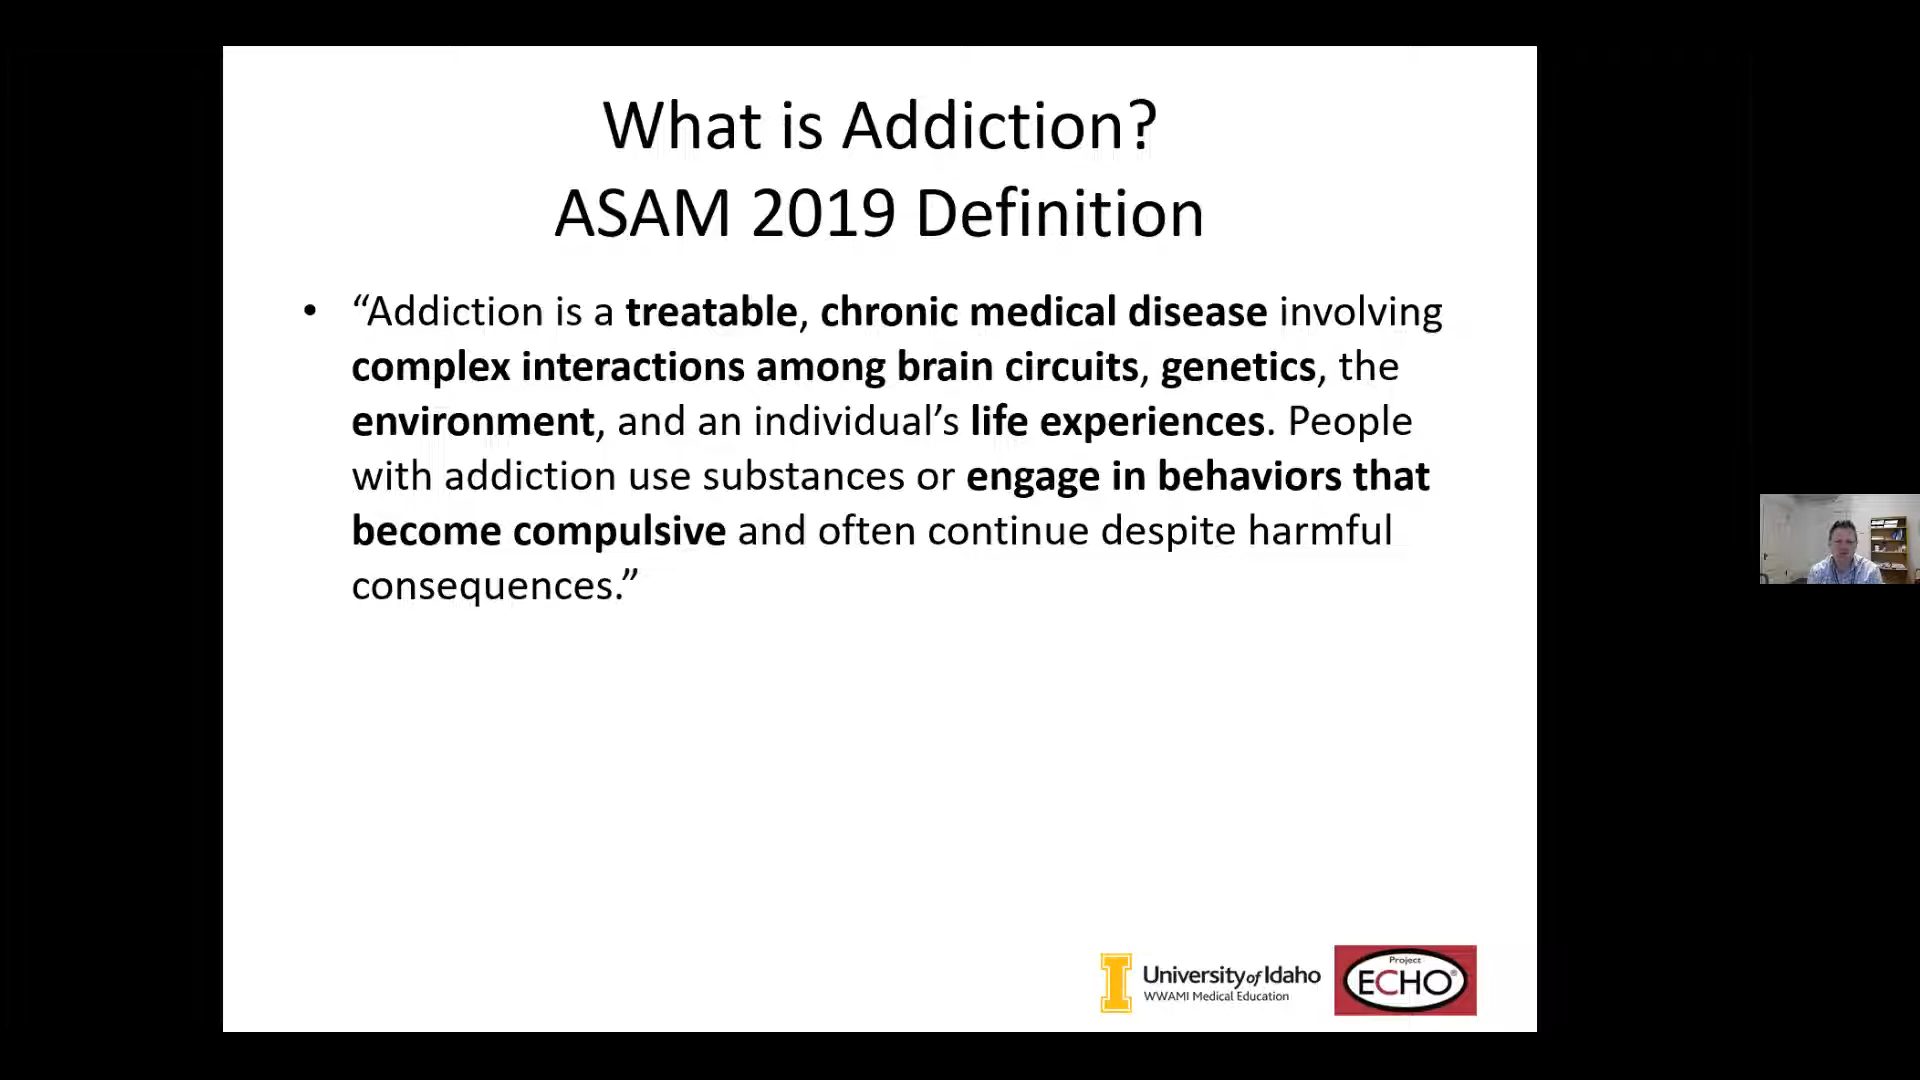 What is Addiction?
ASAM 2019 Definition
• “Addiction is a treatable, chronic medical disease involving
complex interactions among brain circuits, genetics, the
environment, and an individual’s life experiences. People
with addiction use substances or engage in behaviors that
become compulsive and often continue despite harmful
consequences.”
University of Idaho
WWAMI Medical Education
Project
ECHO®